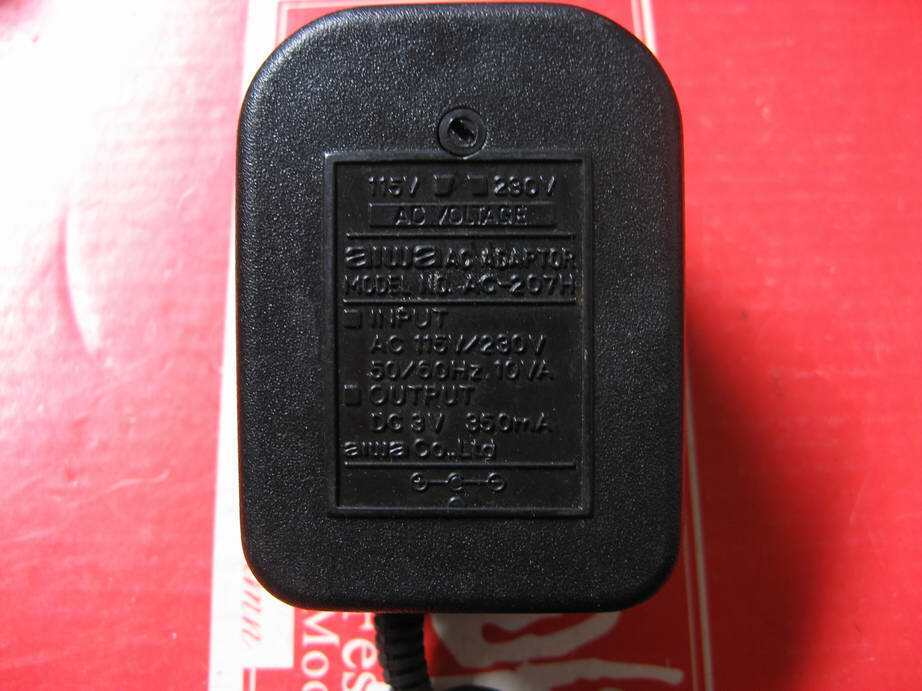 115V 230V
AC VOLTAGE
aiwa AC ADAPTOR
MODEL NO. AC-207H
INPUT
AC 115V/230V
50/60Hz 10VA
OUTPUT
DC 3V 350mA
aiwa Co.,Ltd